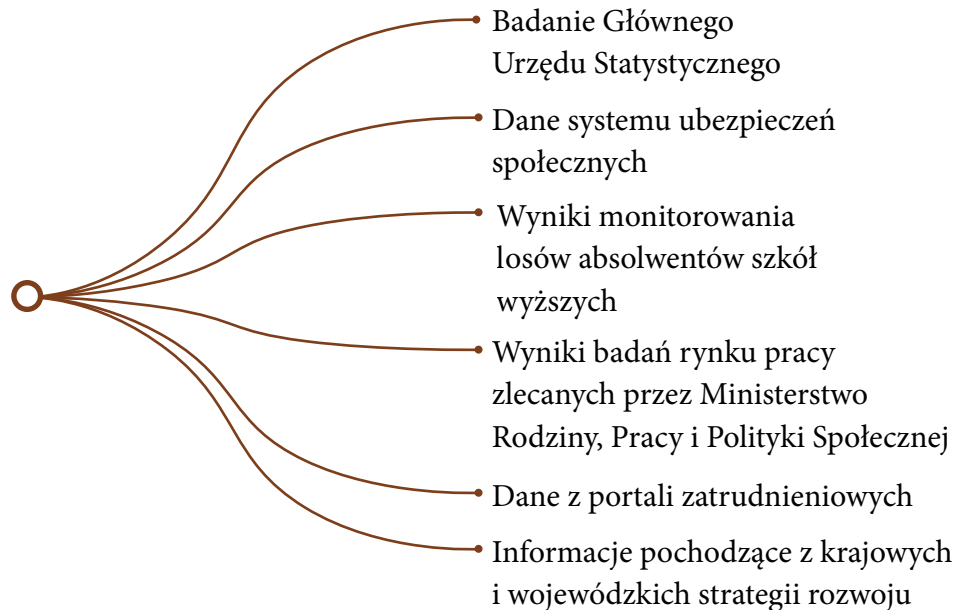 Badanie Głównego
Urzędu Statystycznego
Dane systemu ubezpieczeń
społecznych
Wyniki monitorowania
losów absolwentów szkół
wyższych
Wyniki badań rynku pracy
zlecanych przez Ministerstwo
Rodziny, Pracy i Polityki Społecznej
Dane z portali zatrudnieniowych
Informacje pochodzące z krajowych
i wojewódzkich strategii rozwoju